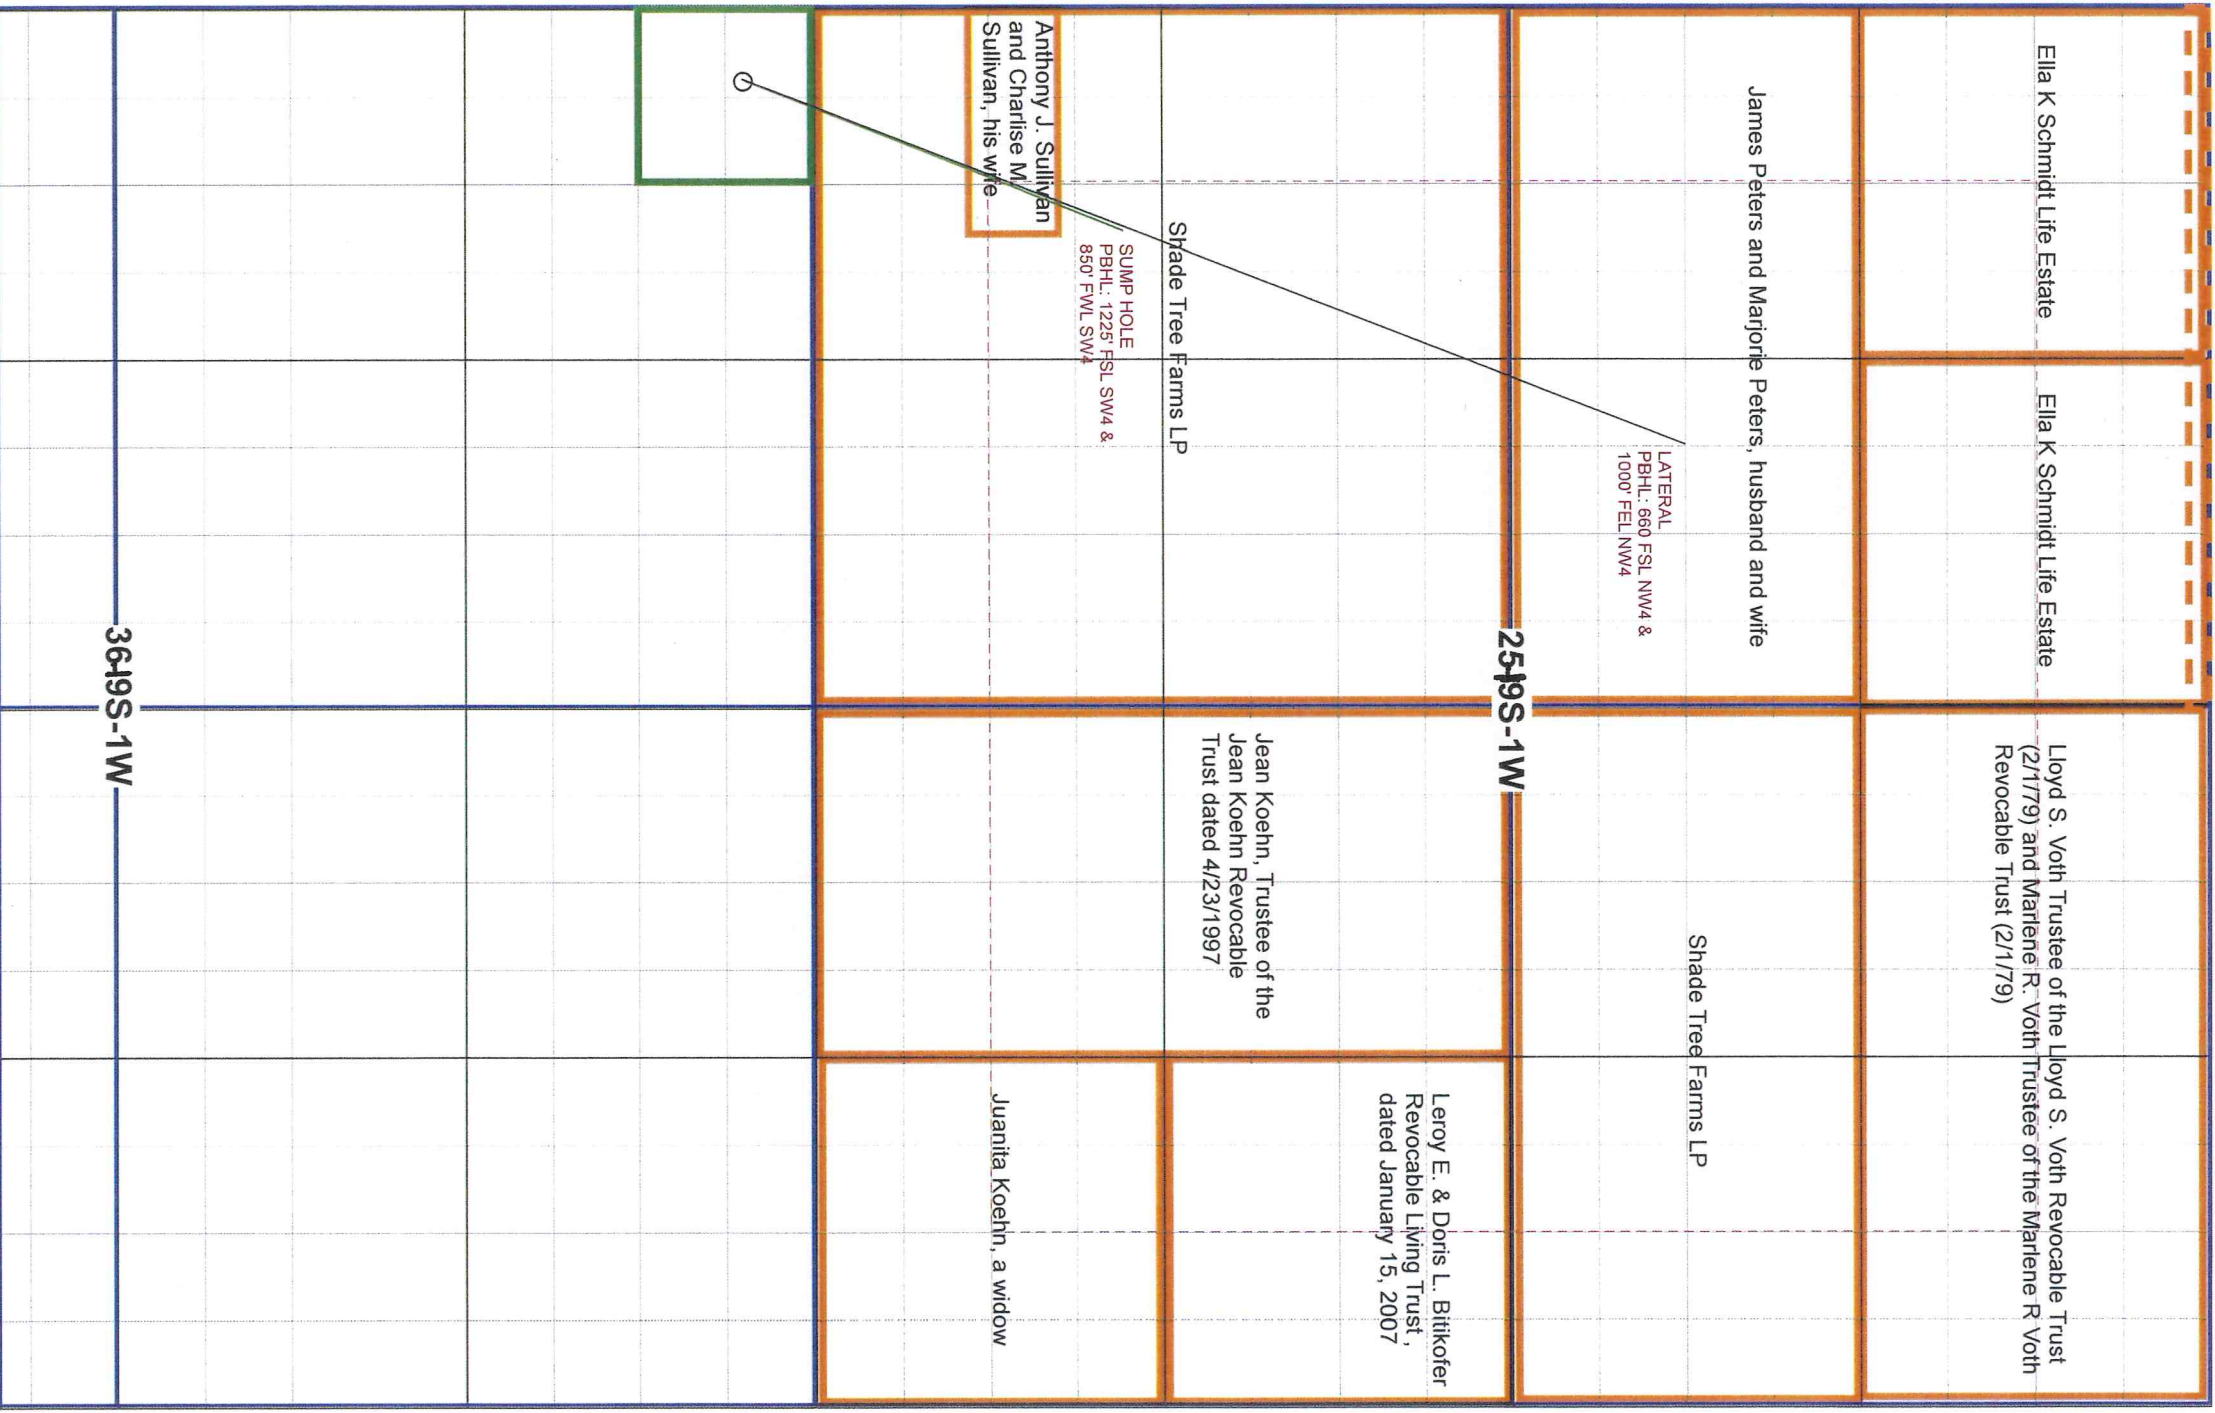 Ella K Schmidt Life Estate
Ella K Schmidt Life Estate
Lloyd S. Voth Trustee of the Lloyd S. Voth Revocable Trust
(2/1/79) and Marlene R. Voth Trustee of the Marlene R Voth
Revocable Trust (2/1/79)
James Peters and Marjorie Peters, husband and wife
Shade Tree Farms LP
LATERAL
PBHL: 660 FSL NW4 &
1000' FEL NW4
25-19S-1W
Leroy E. & Doris L. Bitikofer
Revocable Living Trust ,
dated January 15, 2007
Jean Koehn, Trustee of the
Jean Koehn Revocable
Trust dated 4/23/1997
Shade Tree Farms LP
SUMP HOLE
PBHL: 1225' FSL SW4 &
850' FWL SW4
Anthony J. Sullivan
and Charlise M.
Sullivan, his wife
Juanita Koehn, a widow
36-19S-1W